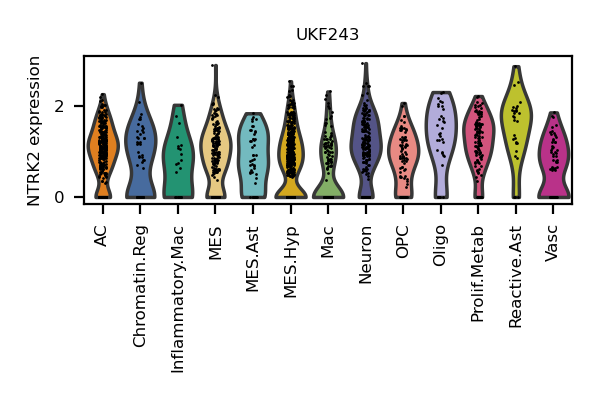 UKF243
NTRK2 expression
2
0
AC
Chromatin.Reg
Inflammatory.Mac
MES
MES.Ast
MES.Hyp
Mac
Neuron
OPC
Oligo
Prolif.Metab
Reactive.Ast
Vasc